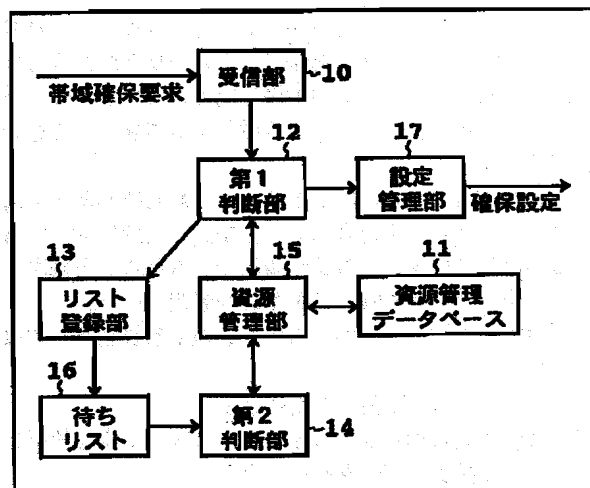 受信部
10
帯域確保要求
12
17
第1
判断部
設定
管理部
確保設定
13
15
11
リスト
登録部
資源
管理部
資源管理
データベース
16
待ち
リスト
第2
判断部
14